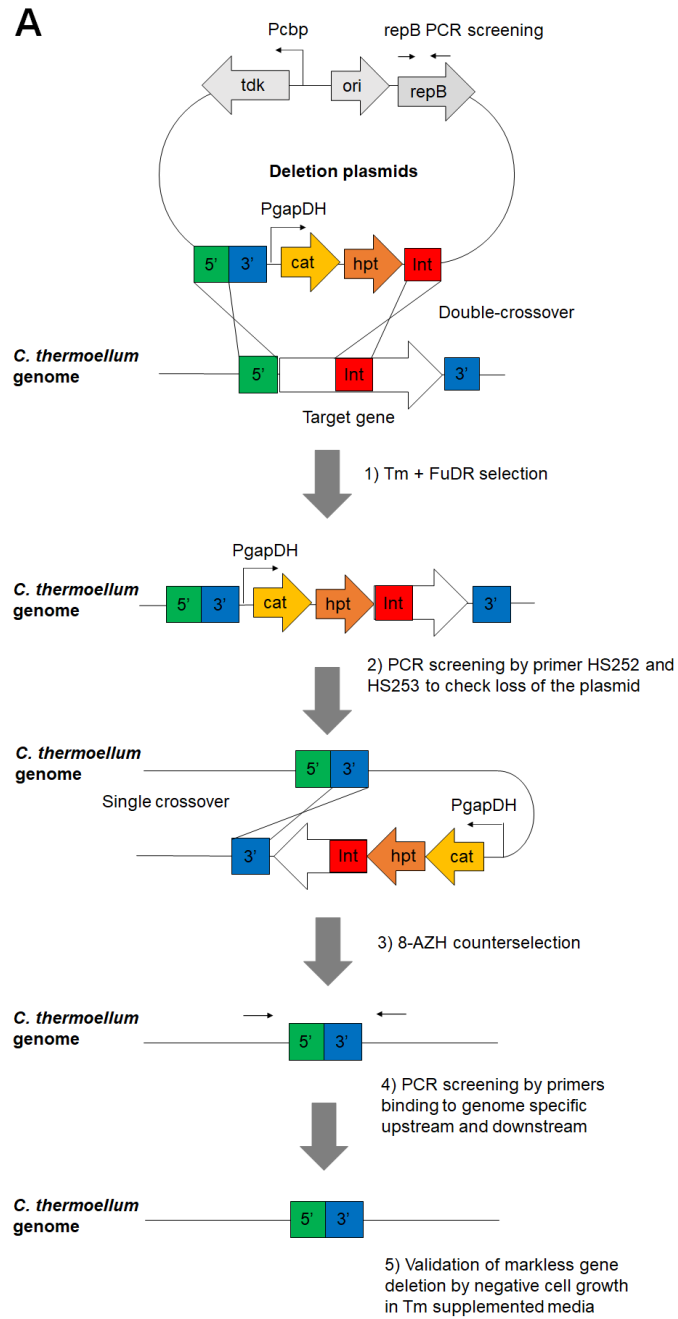 A
Pcbp
repB PCR screening
tdk
ori
repB
Deletion plasmids
PgapDH
5'
3'
cat
hpt
Int
Double-crossover
C. thermoellum
genome
5'
Int
3'
Target gene
1) Tm + FuDR selection
PgapDH
C. thermoellum
genome
5'
3'
cat
hpt
Int
3'
2) PCR screening by primer HS252 and
HS253 to check loss of the plasmid
C. thermoellum
genome
5'
3'
Single crossover
PgapDH
3'
Int
hpt
cat
3) 8-AZH counterselection
C. thermoellum
genome
5'
3'
4) PCR screening by primers
binding to genome specific
upstream and downstream
C. thermoellum
genome
5'
3'
5) Validation of markless gene
deletion by negative cell growth
in Tm supplemented media